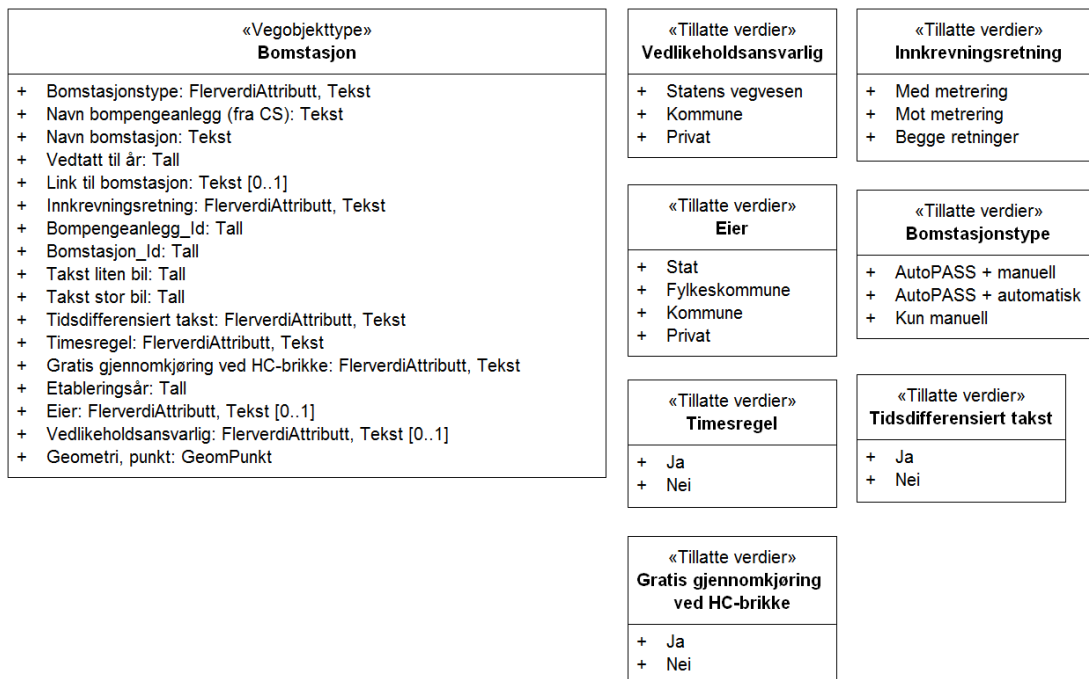 «Vegobjekttype»
Bomstasjon
+ Bomstasjonstype: FlerverdiAttributt, Tekst
+ Navn bompengeanlegg (fra CS): Tekst
+ Navn bomstasjon: Tekst
+ Vedtatt til år: Tall
+ Link til bomstasjon: Tekst [0..1]
+ Innkrevningsretning: FlerverdiAttributt, Tekst
+ Bompengeanlegg_Id: Tall
+ Bomstasjon_Id: Tall
+ Takst liten bil: Tall
+ Takst stor bil: Tall
+ Tidsdifferensiert takst: FlerverdiAttributt, Tekst
+ Timesregel: FlerverdiAttributt, Tekst
+ Gratis gjennomkjøring ved HC-brikke: FlerverdiAttributt, Tekst
+ Etableringsår: Tall
+ Eier: FlerverdiAttributt, Tekst [0..1]
+ Vedlikeholdsansvarlig: FlerverdiAttributt, Tekst [0..1]
+ Geometri, punkt: GeomPunkt
«Tillatte verdier»
Vedlikeholdsansvarlig
+ Statens vegvesen
+ Kommune
+ Privat
«Tillatte verdier»
Innkrevningsretning
+ Med metrering
+ Mot metrering
+ Begge retninger
«Tillatte verdier»
Eier
+ Stat
+ Fylkeskommune
+ Kommune
+ Privat
«Tillatte verdier»
Bomstasjonstype
+ AutoPASS + manuell
+ AutoPASS + automatisk
+ Kun manuell
«Tillatte verdier»
Timesregel
+ Ja
+ Nei
«Tillatte verdier»
Tidsdifferensiert takst
+ Ja
+ Nei
«Tillatte verdier»
Gratis gjennomkjøring
ved HC-brikke
+ Ja
+ Nei